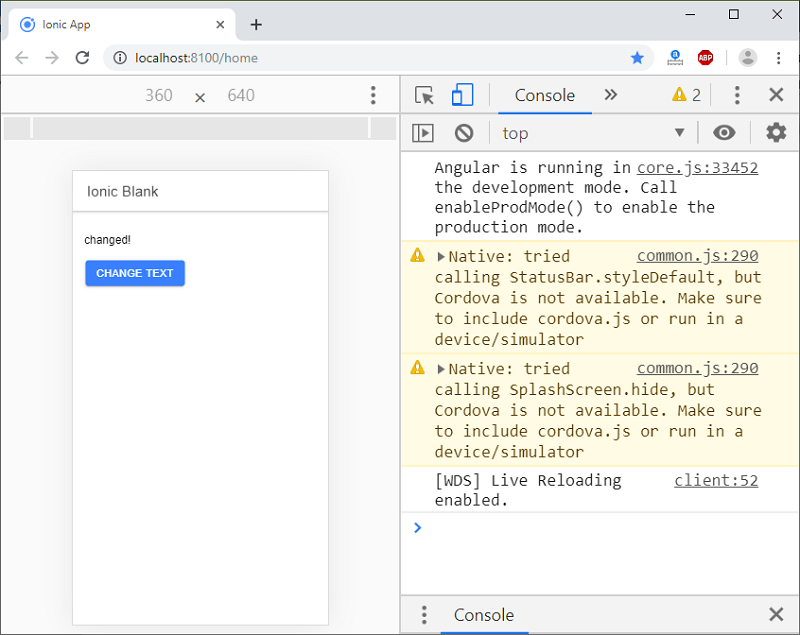 Ionic App
localhost:8100/home
ABP
360 x 640
Console
2
top
Ionic Blank
changed!
CHANGE TEXT
Angular is running in core.js:33452
the development mode. Call
enableProdMode() to enable the
production mode.
Native: tried common.js:290
calling StatusBar.styleDefault, but
Cordova is not available. Make sure
to include cordova.js or run in a
device/simulator
Native: tried common.js:290
calling SplashScreen.hide, but
Cordova is not available. Make sure
to include cordova.js or run in a
device/simulator
[WDS] Live Reloading client:52
enabled.
Console